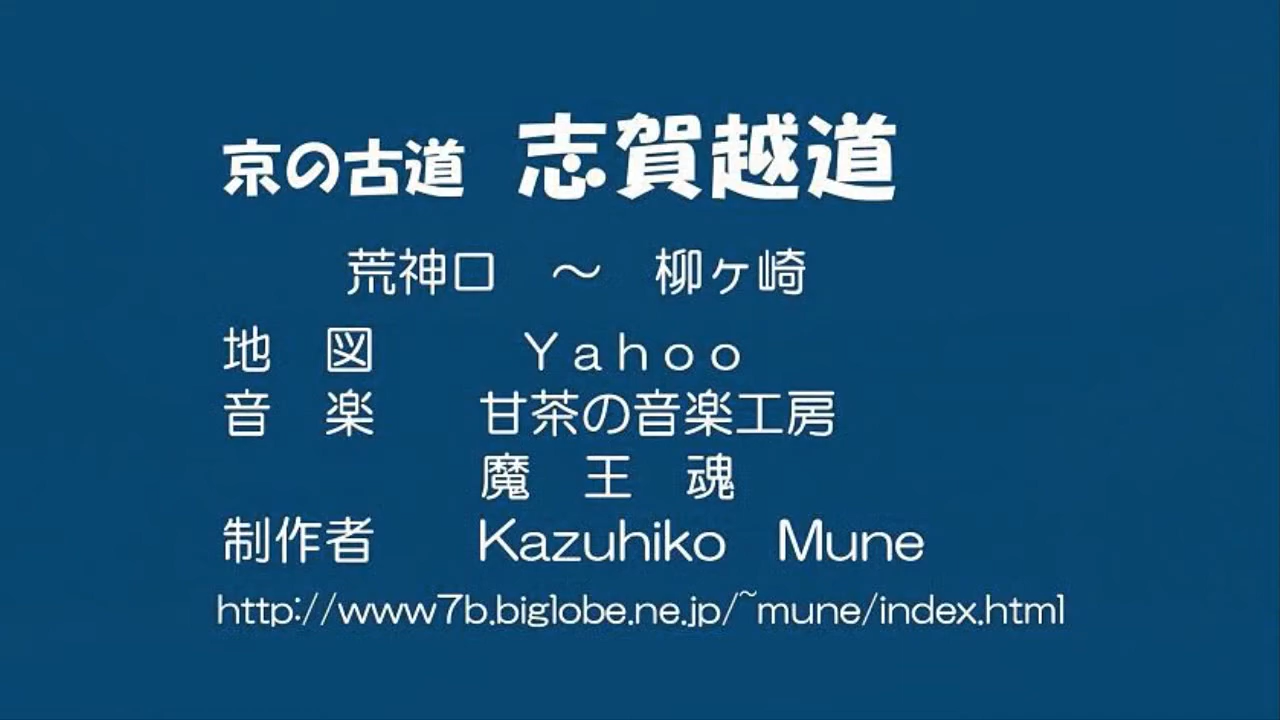 京の古道 志賀越道
荒神口 ～ 柳ヶ崎
地 図 Ｙａｈｏｏ
音 楽 甘茶の音楽工房
魔 王 魂
制作者 Kazuhiko Mune
http://www7b.biglobe.ne.jp/~mune/index.html